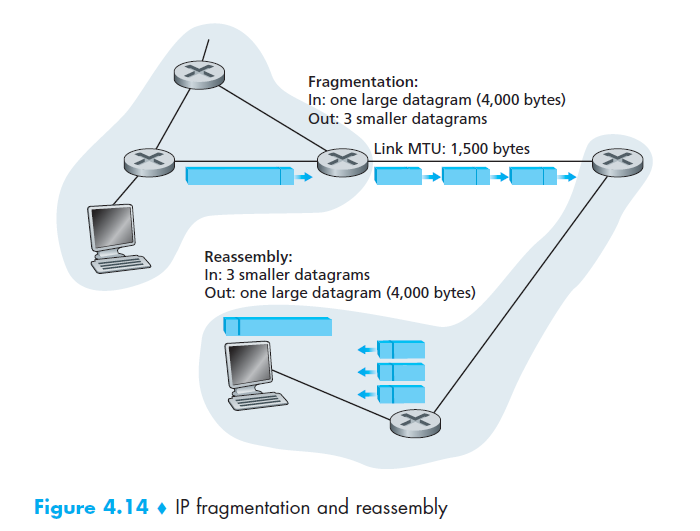 Fragmentation:
In: one large datagram (4,000 bytes)
Out: 3 smaller datagrams
Link MTU: 1,500 bytes
Reassembly:
In: 3 smaller datagrams
Out: one large datagram (4,000 bytes)
Figure 4.14 ♦ IP fragmentation and reassembly